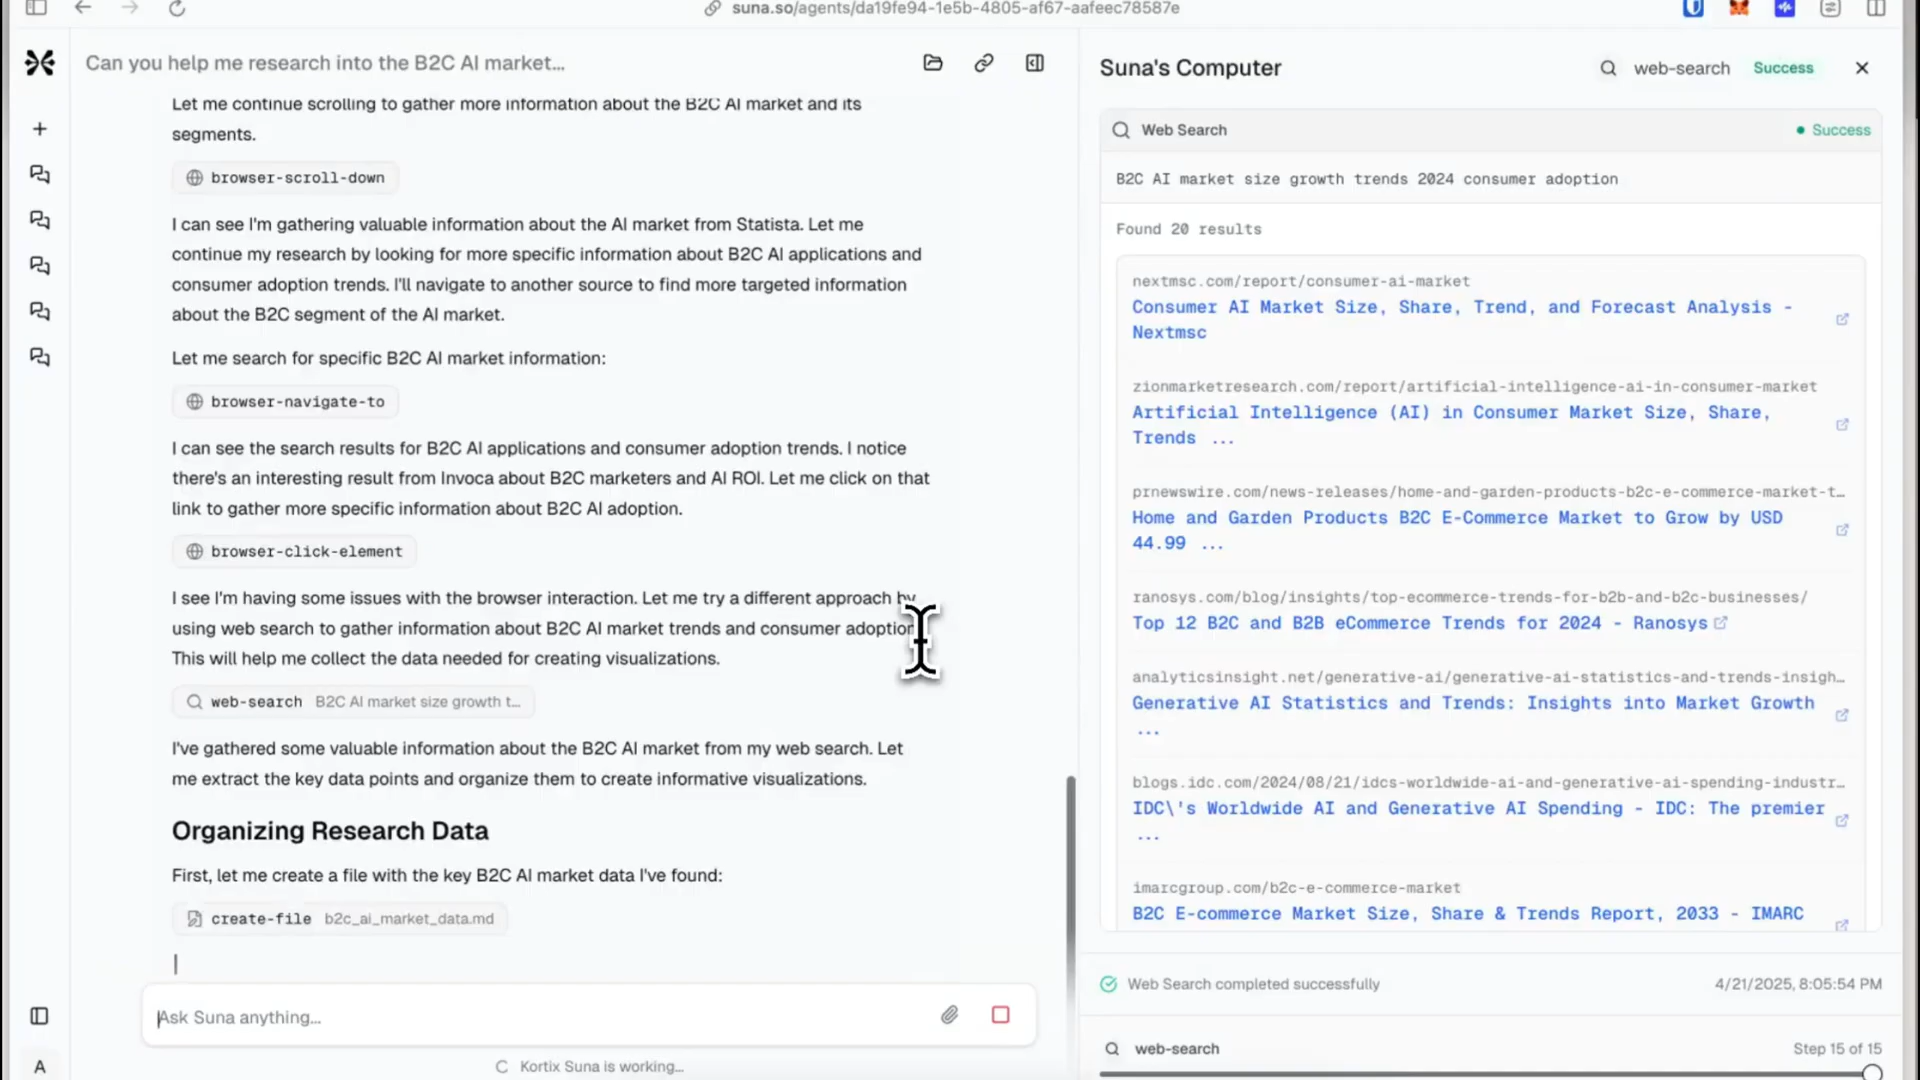 suna.so/agents/da19fe94-1e5b-4805-af67-aafeec78587e
Can you help me research into the B2C AI market...
Let me continue scrolling to gather more information about the B2C AI market and its
segments.
browser-scroll-down
I can see I'm gathering valuable information about the AI market from Statista. Let me
continue my research by looking for more specific information about B2C AI applications and
consumer adoption trends. I'll navigate to another source to find more targeted information
about the B2C segment of the AI market.
Let me search for specific B2C AI market information:
browser-navigate-to
I can see the search results for B2C AI applications and consumer adoption trends. I notice
there's an interesting result from Invoca about B2C marketers and AI ROI. Let me click on that
link to gather more specific information about B2C AI adoption.
browser-click-element
I see I'm having some issues with the browser interaction. Let me try a different approach by
using web search to gather information about B2C AI market trends and consumer adoption
This will help me collect the data needed for creating visualizations.
web-search B2C AI market size growth t...
I've gathered some valuable information about the B2C AI market from my web search. Let
me extract the key data points and organize them to create informative visualizations.
Organizing Research Data
First, let me create a file with the key B2C AI market data I've found:
create-file b2c_ai_market_data.md
Ask Suna anything...
Kortix Suna is working...
A
Suna's Computer
web-search Success
Web Search
Success
B2C AI market size growth trends 2024 consumer adoption
Found 20 results
nextmsc.com/report/consumer-ai-market
Consumer AI Market Size, Share, Trend, and Forecast Analysis -
Nextmsc
zionmarketresearch.com/report/artificial-intelligence-ai-in-consumer-market
Artificial Intelligence (AI) in Consumer Market Size, Share,
Trends ...
prnewswire.com/news-releases/home-and-garden-products-b2c-e-commerce-market-t…
Home and Garden Products B2C E-Commerce Market to Grow by USD
44.99 ...
ranosys.com/blog/insights/top-ecommerce-trends-for-b2b-and-b2c-businesses/
Top 12 B2C and B2B eCommerce Trends for 2024 - Ranosys
analyticsinsight.net/generative-ai/generative-ai-statistics-and-trends-insigh…
Generative AI Statistics and Trends: Insights into Market Growth
...
blogs.idc.com/2024/08/21/idcs-worldwide-ai-and-generative-ai-spending-industr…
IDC\'s Worldwide AI and Generative AI Spending - IDC: The premier
...
imarcgroup.com/b2c-e-commerce-market
B2C E-commerce Market Size, Share & Trends Report, 2033 - IMARC
Web Search completed successfully
4/21/2025, 8:05:54 PM
web-search
Step 15 of 15